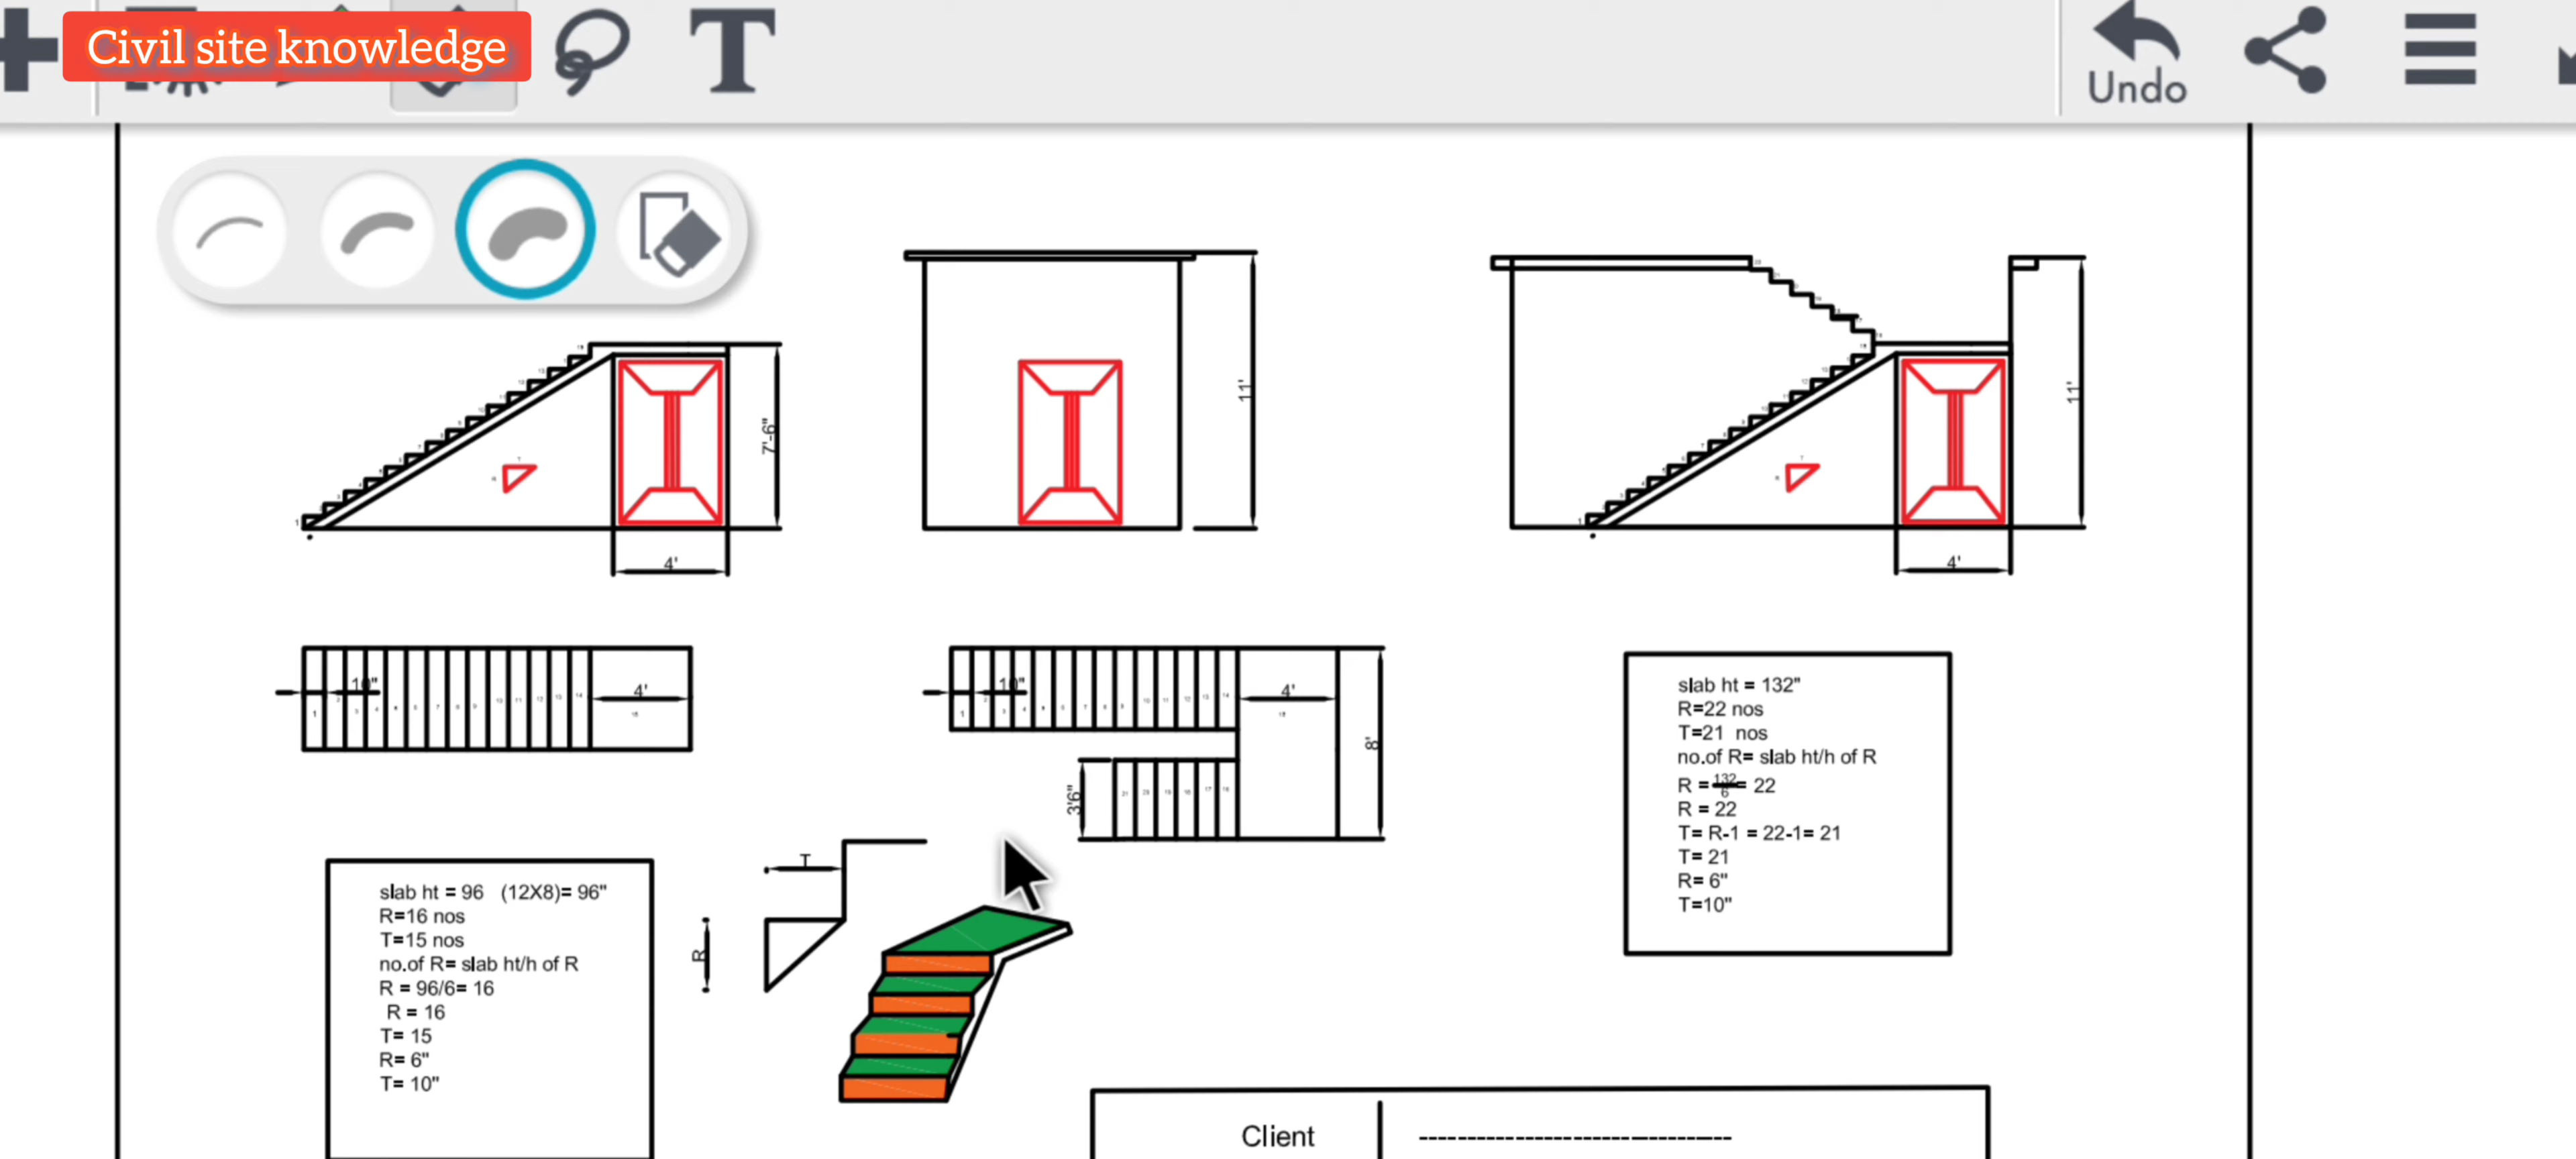 Civil site knowledge
T
Undo
7'-6"
4'
11'
11'
4'
10"
4'
10"
4'
8'
3'6"
slab ht = 132"
R=22 nos
T=21 nos
no.of R= slab ht/h of R
R = 132/6 = 22
R = 22
T= R-1 = 22-1= 21
T= 21
R= 6"
T=10"
T
R
slab ht = 96 (12X8)= 96"
R=16 nos
T=15 nos
no.of R= slab ht/h of R
R = 96/6= 16
R = 16
T= 15
R= 6"
T= 10"
Client